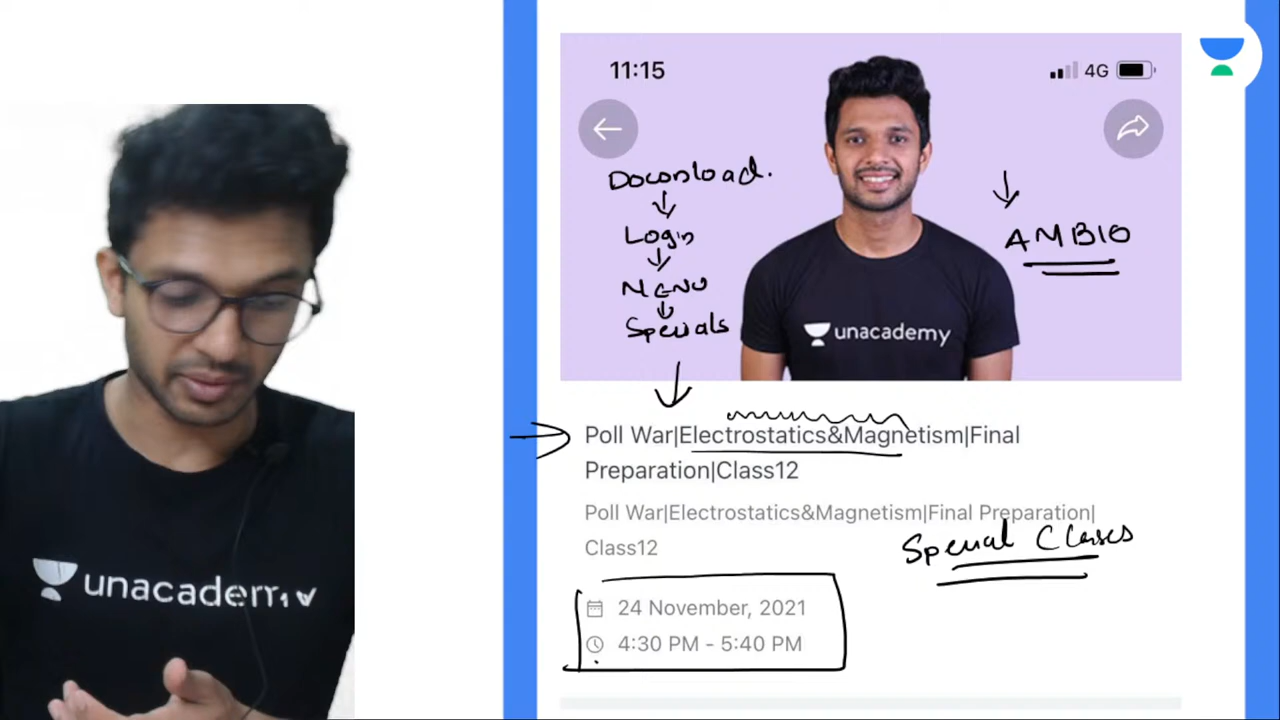 11:15
4G
Download.
Login
MENU
Specials
AMBIO
unacademy
Poll War|Electrostatics&Magnetism|Final
Preparation|Class12
Poll War|Electrostatics&Magnetism|Final Preparation|
Class12
Special Classes
24 November, 2021
4:30 PM - 5:40 PM
unacademy